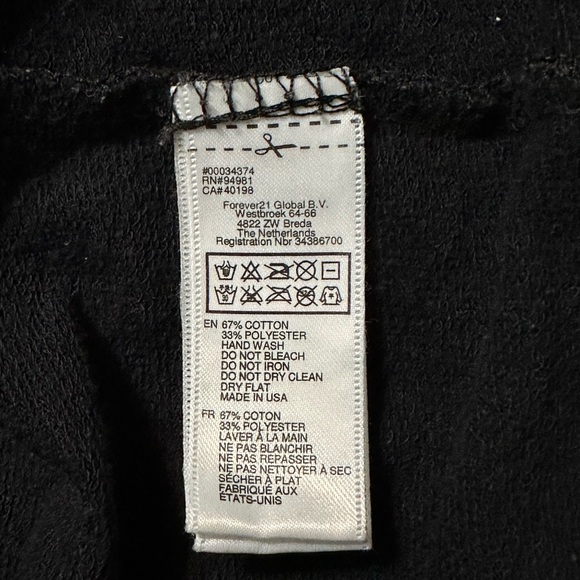 #00034374
RN#94981
CA#40198
Forever21 Global B.V.
Westbroek 64-66
4822 ZW Breda
The Netherlands
Registration Nbr 34386700
EN 67% COTTON
33% POLYESTER
HAND WASH
DO NOT BLEACH
DO NOT IRON
DO NOT DRY CLEAN
DRY FLAT
MADE IN USA
FR 67% COTON
33% POLYESTER
LAVER À LA MAIN
NE PAS BLANCHIR
NE PAS REPASSER
NE PAS NETTOYER À SEC
SÉCHER À PLAT
FABRIQUÉ AUX
ÉTATS-UNIS